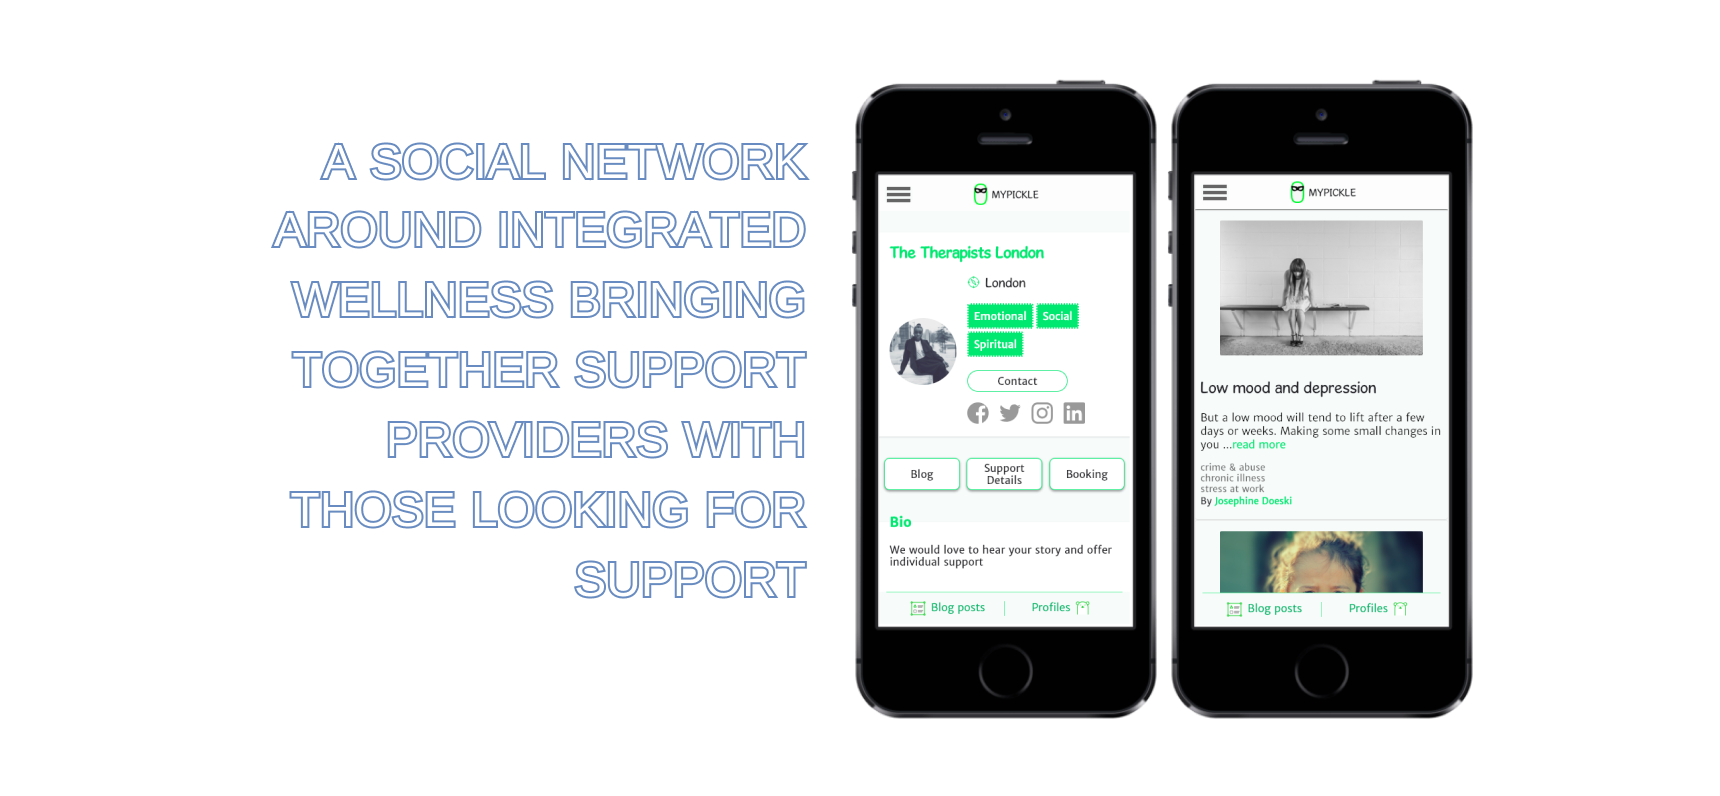 A SOCIAL NETWORK
AROUND INTEGRATED
WELLNESS BRINGING
TOGETHER SUPPORT
PROVIDERS WITH
THOSE LOOKING FOR
SUPPORT
MYPICKLE
The Therapists London
London
Emotional Social
Spiritual
Contact
Blog
Support
Details
Booking
Bio
We would love to hear your story and offer
individual support
Blog posts Profiles
MYPICKLE
Low mood and depression
But a low mood will tend to lift after a few
days or weeks. Making some small changes in
you ...read more
crime & abuse
chronic illness
stress at work
By Josephine Doeski
Blog posts Profiles